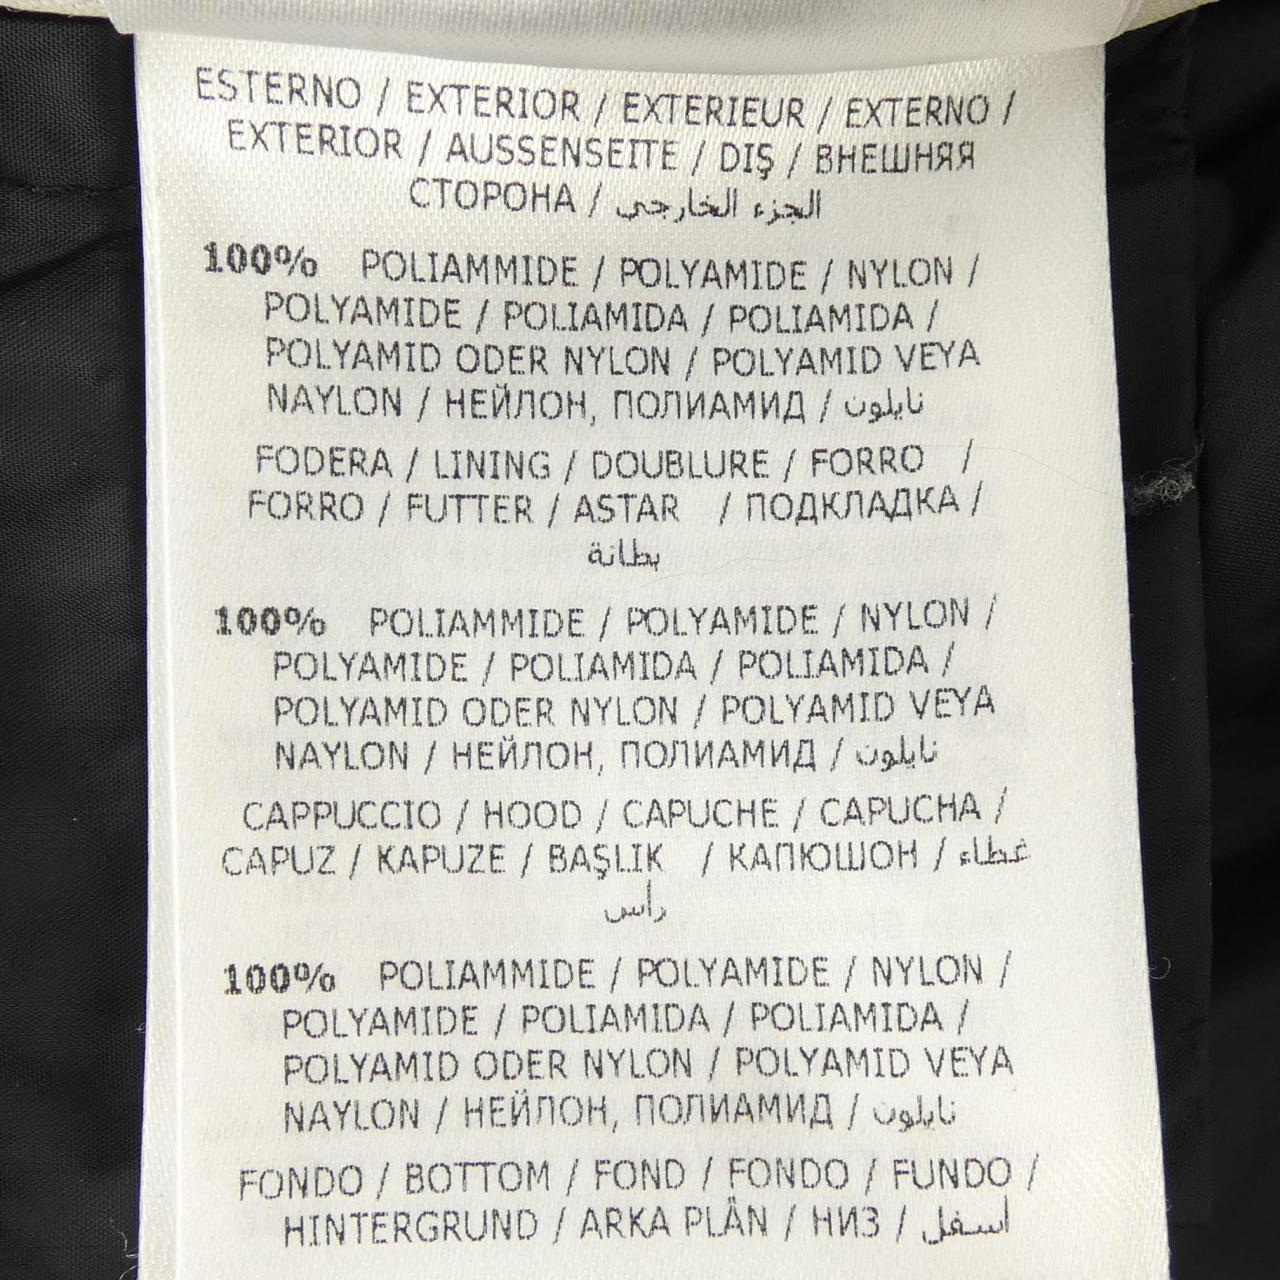 ESTERNO / EXTERIOR / EXTERIEUR / EXTERNO /
EXTERIOR / AUSSENSEITE / DIŞ / ВНЕШНЯЯ
СТОРОНА / الجزء الخارجي
100% POLIAMMIDE / POLYAMIDE / NYLON /
POLYAMIDE / POLIAMIDA / POLIAMIDA /
POLYAMID ODER NYLON / POLYAMID VEYA
NAYLON / НЕЙЛОН, ПОЛИАМИД / نايلون
FODERA / LINING / DOUBLURE / FORRO /
FORRO / FUTTER / ASTAR / ПОДКЛАДКА /
بطانة
100% POLIAMMIDE / POLYAMIDE / NYLON /
POLYAMIDE / POLIAMIDA / POLIAMIDA /
POLYAMID ODER NYLON / POLYAMID VEYA
NAYLON / НЕЙЛОН, ПОЛИАМИД / نايلون
CAPPUCCIO / HOOD / CAPUCHE / CAPUCHA /
CAPUZ / KAPUZE / BAŞLIK / КАПЮШОН / غطاء
رأس
100% POLIAMMIDE / POLYAMIDE / NYLON /
POLYAMIDE / POLIAMIDA / POLIAMIDA /
POLYAMID ODER NYLON / POLYAMID VEYA
NAYLON / НЕЙЛОН, ПОЛИАМИД / نايلون
FONDO / BOTTOM / FOND / FONDO / FUNDO /
HINTERGRUND / ARKA PLÂN / НИЗ / أسفل